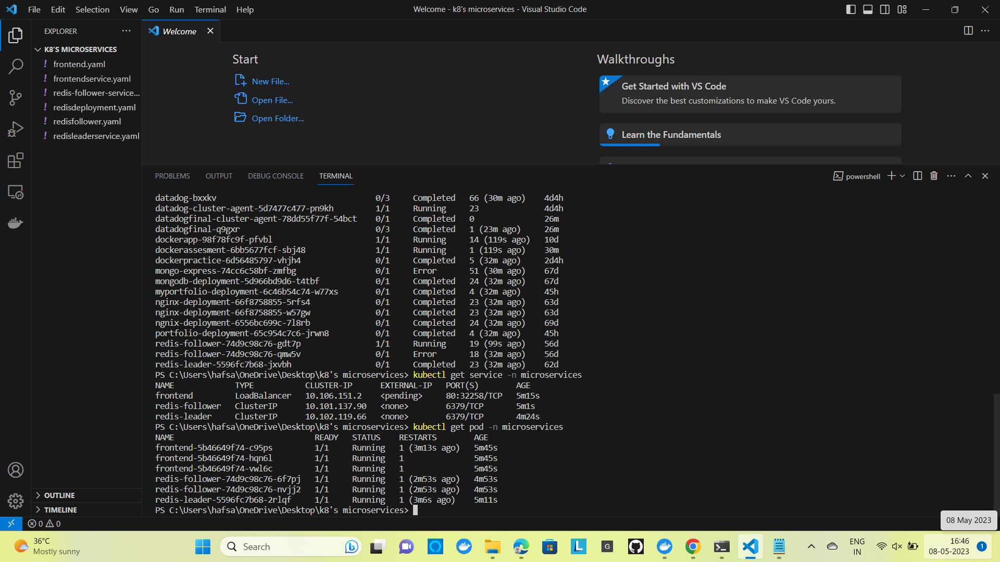 File Edit Selection View Go Run Terminal Help
Welcome - k8's microservices - Visual Studio Code
EXPLORER
Welcome
K8'S MICROSERVICES
! frontend.yaml
! frontendservice.yaml
! redis-follower-service...
! redisdeployment.yaml
! redisfollower.yaml
! redisleaderservice.yaml
OUTLINE
TIMELINE
Start
New File...
Open File...
Open Folder...
Walkthroughs
Get Started with VS Code
Discover the best customizations to make VS Code yours.
Learn the Fundamentals
PROBLEMS OUTPUT DEBUG CONSOLE TERMINAL
powershell
datadog-bxxkv 0/3 Completed 66 (30m ago) 4d4h
datadog-cluster-agent-5d7477c477-pn9kh 1/1 Running 23 4d4h
datadogfinal-cluster-agent-78dd55f77f-54bct 0/1 Completed 0 26m
datadogfinal-q9gxr 0/3 Completed 1 (23m ago) 26m
dockerapp-98f78fc9f-pfvbl 1/1 Running 14 (119s ago) 10d
dockerassesment-6bb5677fcf-sbj48 1/1 Running 1 (119s ago) 30m
dockerpractice-6d56485797-vhjh4 0/1 Completed 5 (32m ago) 2d4h
mongo-express-74cc6c58bf-zmfbg 0/1 Error 51 (30m ago) 67d
mongodb-deployment-5d966bd9d6-t4tbf 0/1 Completed 24 (32m ago) 67d
myportfolio-deployment-6c46b54c74-w77xs 0/1 Completed 4 (32m ago) 45h
nginx-deployment-66f8758855-5rfs4 0/1 Completed 23 (32m ago) 63d
nginx-deployment-66f8758855-w57gw 0/1 Completed 23 (32m ago) 63d
ngnix-deployment-6556bc699c-7l8rb 0/1 Completed 24 (32m ago) 69d
portfolio-deployment-65c954c7c6-jrwn8 0/1 Completed 4 (32m ago) 45h
redis-follower-74d9c98c76-gdt7p 1/1 Running 19 (99s ago) 56d
redis-follower-74d9c98c76-qmw5v 0/1 Error 18 (32m ago) 56d
redis-leader-5596fc7b68-jxvbh 0/1 Completed 23 (32m ago) 62d
PS C:\Users\hafsa\OneDrive\Desktop\k8's microservices> kubectl get service -n microservices
NAME TYPE CLUSTER-IP EXTERNAL-IP PORT(S) AGE
frontend LoadBalancer 10.106.151.2 <pending> 80:32258/TCP 5m15s
redis-follower ClusterIP 10.101.137.90 <none> 6379/TCP 5m1s
redis-leader ClusterIP 10.102.119.66 <none> 6379/TCP 4m24s
PS C:\Users\hafsa\OneDrive\Desktop\k8's microservices> kubectl get pod -n microservices
NAME READY STATUS RESTARTS AGE
frontend-5b46649f74-c95ps 1/1 Running 1 (3m13s ago) 5m45s
frontend-5b46649f74-hqn6l 1/1 Running 1 5m45s
frontend-5b46649f74-vwl6c 1/1 Running 1 5m45s
redis-follower-74d9c98c76-6f7pj 1/1 Running 1 (2m53s ago) 4m53s
redis-follower-74d9c98c76-nvjj2 1/1 Running 1 (2m53s ago) 4m53s
redis-leader-5596fc7b68-2rlqf 1/1 Running 1 (3m6s ago) 5m11s
PS C:\Users\hafsa\OneDrive\Desktop\k8's microservices>
0 0
08 May 2023
36°C
Mostly sunny
Search
L
G
ENG
IN
16:46
08-05-2023
1